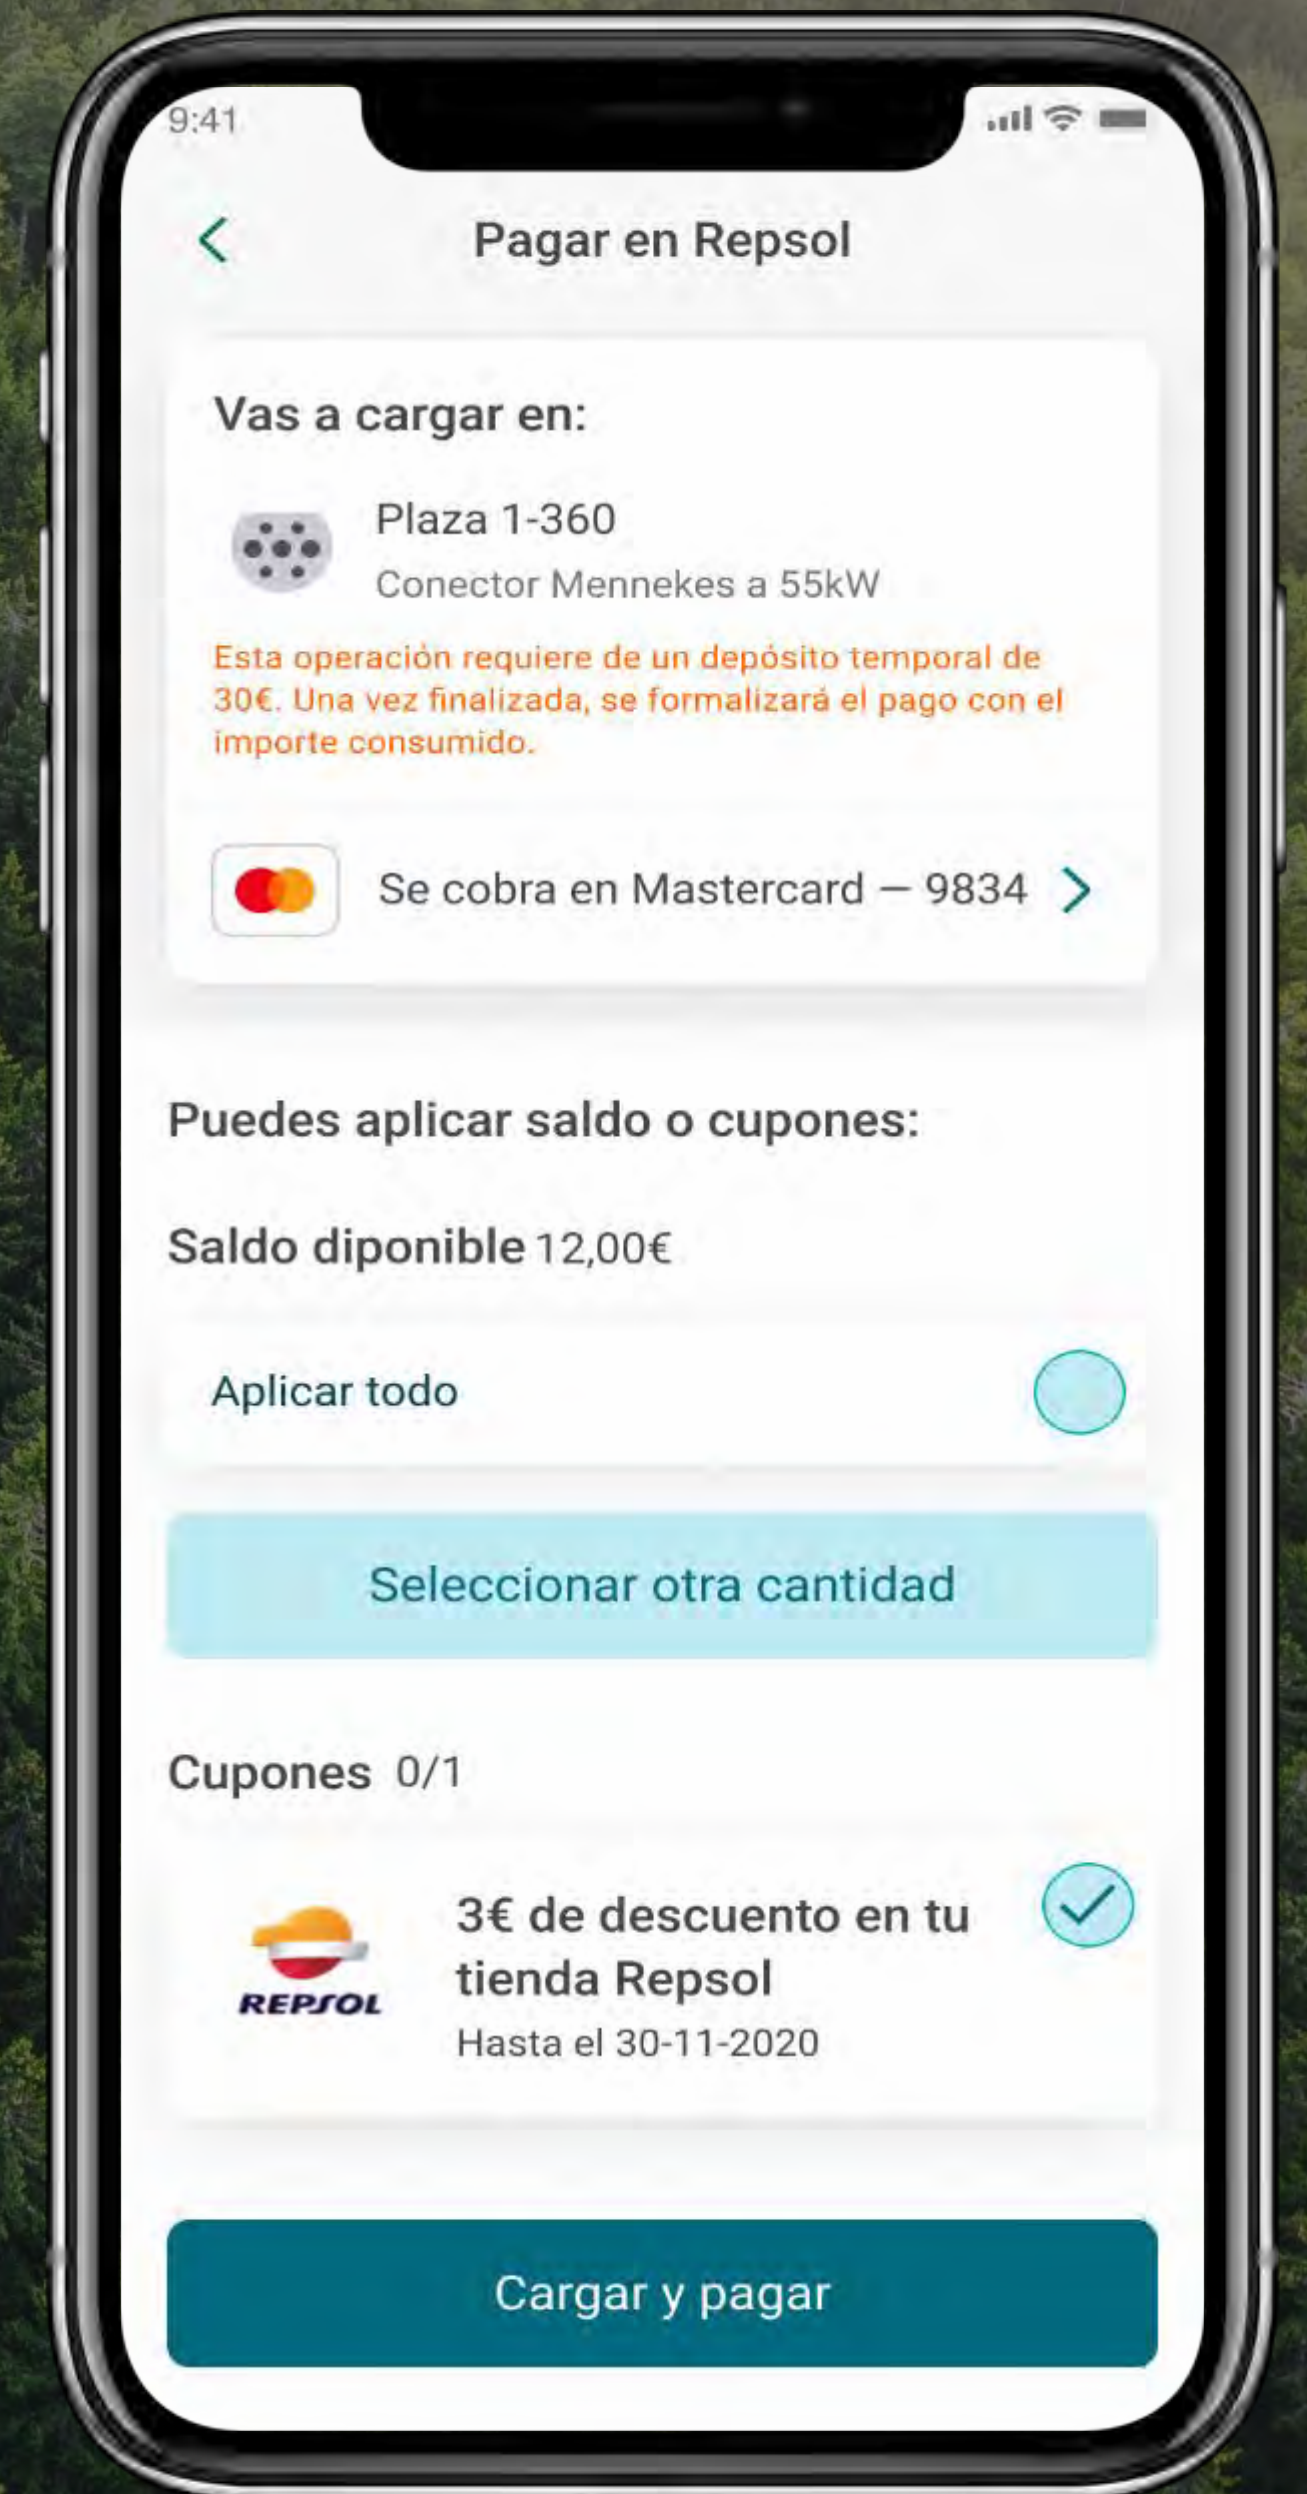 9:41
Pagar en Repsol
Vas a cargar en:
Plaza 1-360
Conector Mennekes a 55kW
Esta operación requiere de un depósito temporal de
30€. Una vez finalizada, se formalizará el pago con el
importe consumido.
Se cobra en Mastercard — 9834
Puedes aplicar saldo o cupones:
Saldo diponible 12,00€
Aplicar todo
Seleccionar otra cantidad
Cupones 0/1
3€ de descuento en tu
tienda Repsol
REPSOL
Hasta el 30-11-2020
Cargar y pagar